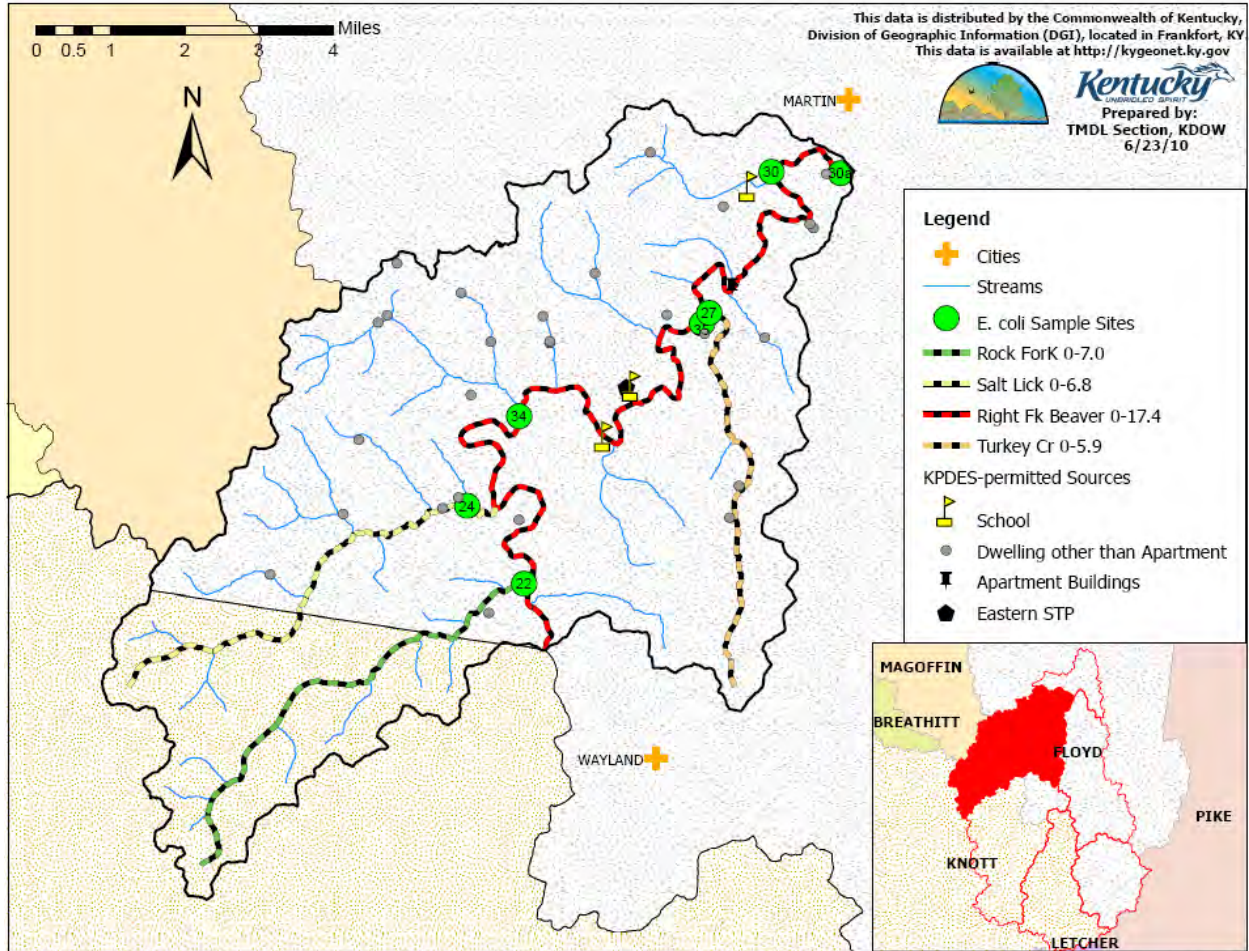 Miles
0 0.5 1 2 3 4
This data is distributed by the Commonwealth of Kentucky,
Division of Geographic Information (DGI), located in Frankfort, KY.
This data is available at http://kygeonet.ky.gov
Kentucky
UNBRIDLED SPIRIT
Prepared by:
TMDL Section, KDOW
6/23/10
N
MARTIN
30
30a
27
35
34
24
22
WAYLAND
Legend
Cities
Streams
E. coli Sample Sites
Rock ForK 0-7.0
Salt Lick 0-6.8
Right Fk Beaver 0-17.4
Turkey Cr 0-5.9
KPDES-permitted Sources
School
Dwelling other than Apartment
Apartment Buildings
Eastern STP
MAGOFFIN
BREATHITT
FLOYD
PIKE
KNOTT
LETCHER